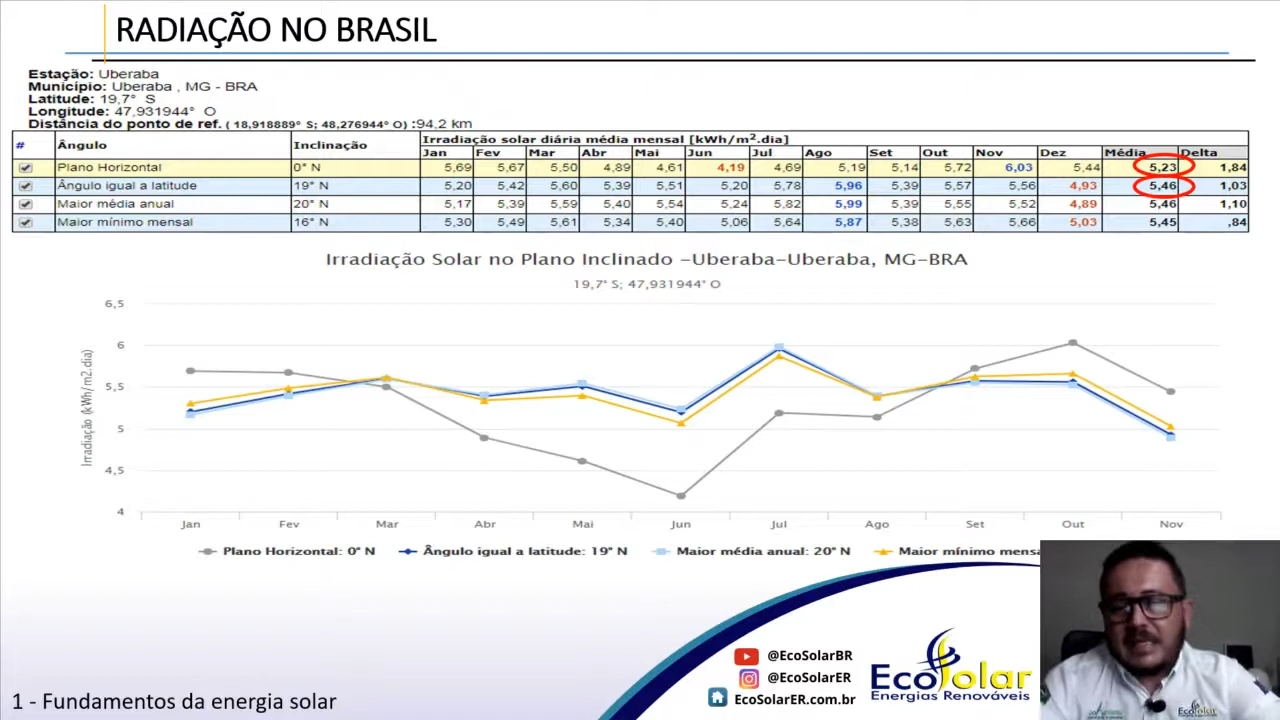 RADIAÇÃO NO BRASIL
Estação: Uberaba
Município: Uberaba , MG - BRA
Latitude: 19,7° S
Longitude: 47,931944° O
Distância do ponto de ref. ( 18,918889° S; 48,276944° O) :94,2 km
# Ângulo Inclinação Irradiação solar diária média mensal [kWh/m².dia]
Jan Fev Mar Abr Mai Jun Jul Ago Set Out Nov Dez Média Delta
Plano Horizontal 0° N 5,69 5,67 5,50 4,89 4,61 4,19 4,69 5,19 5,14 5,72 6,03 5,44 5,23 1,84
Ângulo igual a latitude 19° N 5,20 5,42 5,60 5,39 5,51 5,20 5,78 5,96 5,39 5,57 5,56 4,93 5,46 1,03
Maior média anual 20° N 5,17 5,39 5,59 5,40 5,54 5,24 5,82 5,99 5,39 5,55 5,52 4,89 5,46 1,10
Maior mínimo mensal 16° N 5,30 5,49 5,61 5,34 5,40 5,06 5,64 5,87 5,38 5,63 5,66 5,03 5,45 ,84
Irradiação Solar no Plano Inclinado –Uberaba–Uberaba, MG–BRA
19,7° S; 47,931944° O
Irradiação (kWh/m2.dia)
6,5
6
5,5
5
4,5
4
Jan Fev Mar Abr Mai Jun Jul Ago Set Out Nov
Plano Horizontal: 0° N Ângulo igual a latitude: 19° N Maior média anual: 20° N Maior mínimo mensa
@EcoSolarBR
@EcoSolarER
EcoSolarER.com.br
EcoSolar
Energias Renováveis
1 - Fundamentos da energia solar